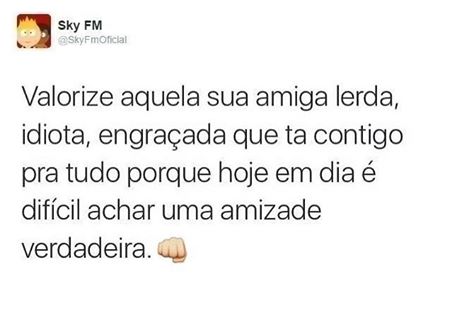 Sky FM
@SkyFmOficial
Valorize aquela sua amiga lerda,
idiota, engraçada que ta contigo
pra tudo porque hoje em dia é
difícil achar uma amizade
verdadeira.👊🏼